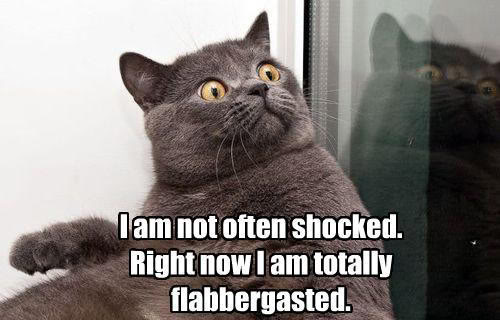 I am not often shocked.
Right now I am totally
flabbergasted.